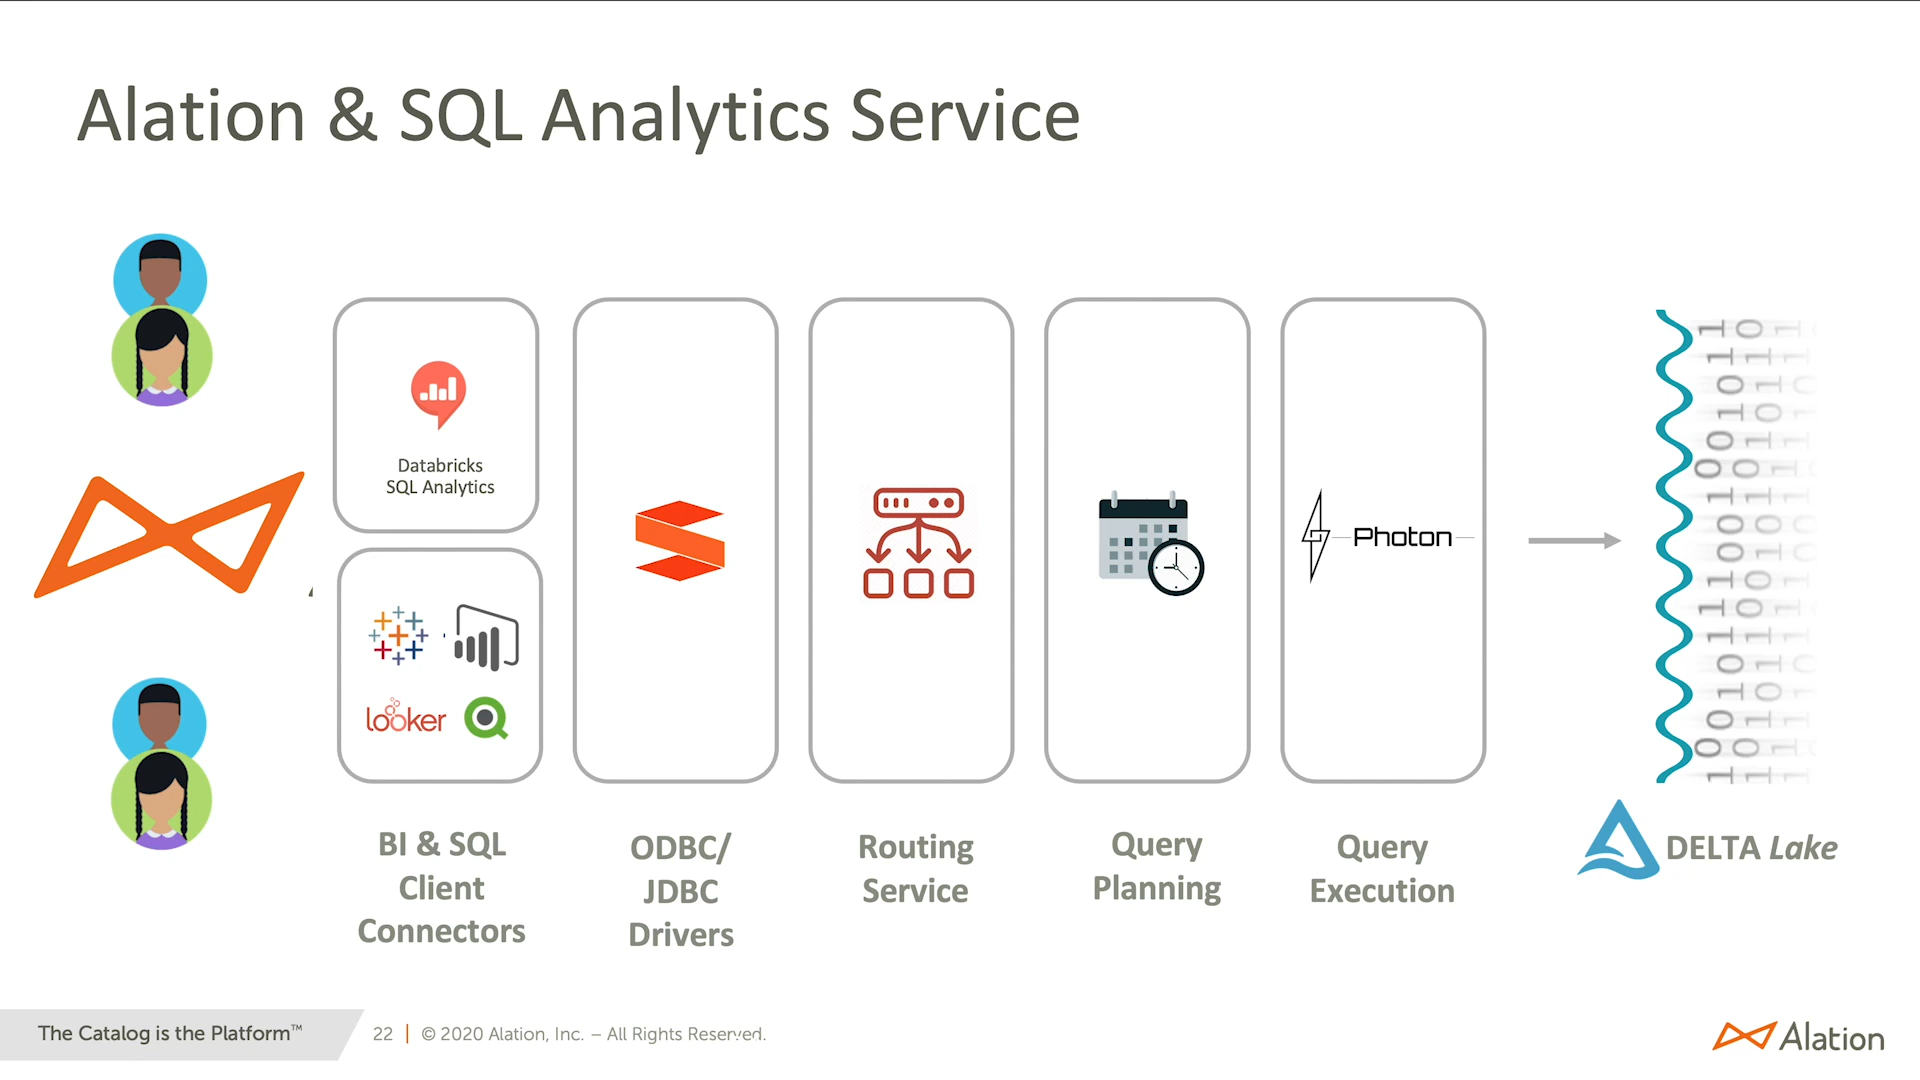 Alation & SQL Analytics Service
Databricks
SQL Analytics
looker
Photon
BI & SQL
Client
Connectors
ODBC/
JDBC
Drivers
Routing
Service
Query
Planning
Query
Execution
DELTA Lake
The Catalog is the Platform™
22 | © 2020 Alation, Inc. – All Rights Reserved.
Alation